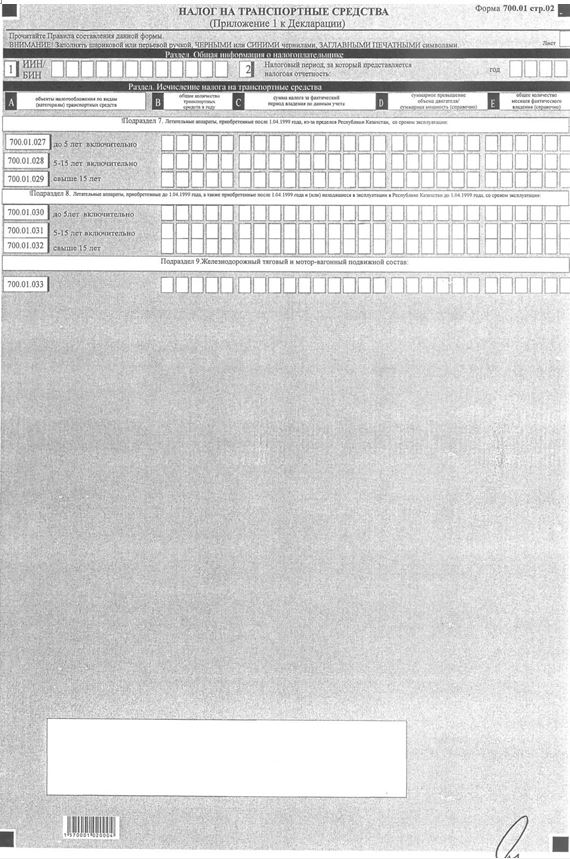 НАЛОГ НА ТРАНСПОРТНЫЕ СРЕДСТВА
Форма 700.01 стр.02
(Приложение 1 к Декларации)
Прочитайте Правила составления данной формы.
ВНИМАНИЕ! Заполнять шариковой или перьевой ручкой, ЧЕРНЫМИ или СИНИМИ чернилами, ЗАГЛАВНЫМИ ПЕЧАТНЫМИ символами.
Лист
Раздел. Общая информация о налогоплательщике
1 ИИН/ БИН
2 Налоговый период, за который представляется налоговая отчетность:
год
Раздел. Исчисление налога на транспортные средства
A объекты налогообложения по видам (категориям) транспортных средств
B общее количество транспортных средств в году
C сумма налога за фактический период владения по данным учета
D суммарное превышение объема двигателя/ суммарная мощность (справочно)
E общее количество месяцев фактического владения (справочно)
Подраздел 7. Летательные аппараты, приобретенные после 1.04.1999 года, из-за пределов Республики Казахстан, со сроком эксплуатации:
700.01.027 до 5 лет включительно
700.01.028 5-15 лет включительно
700.01.029 свыше 15 лет
Подраздел 8. Летательные аппараты, приобретенные до 1.04.1999 года, а также приобретенные после 1.04.1999 года и (или) находившиеся в эксплуатации в Республике Казахстан до 1.04.1999 года, со сроком эксплуатации:
700.01.030 до 5лет включительно
700.01.031 5-15 лет включительно
700.01.032 свыше 15 лет
Подраздел 9.Железнодорожный тяговый и мотор-вагонный подвижной состав:
700.01.033